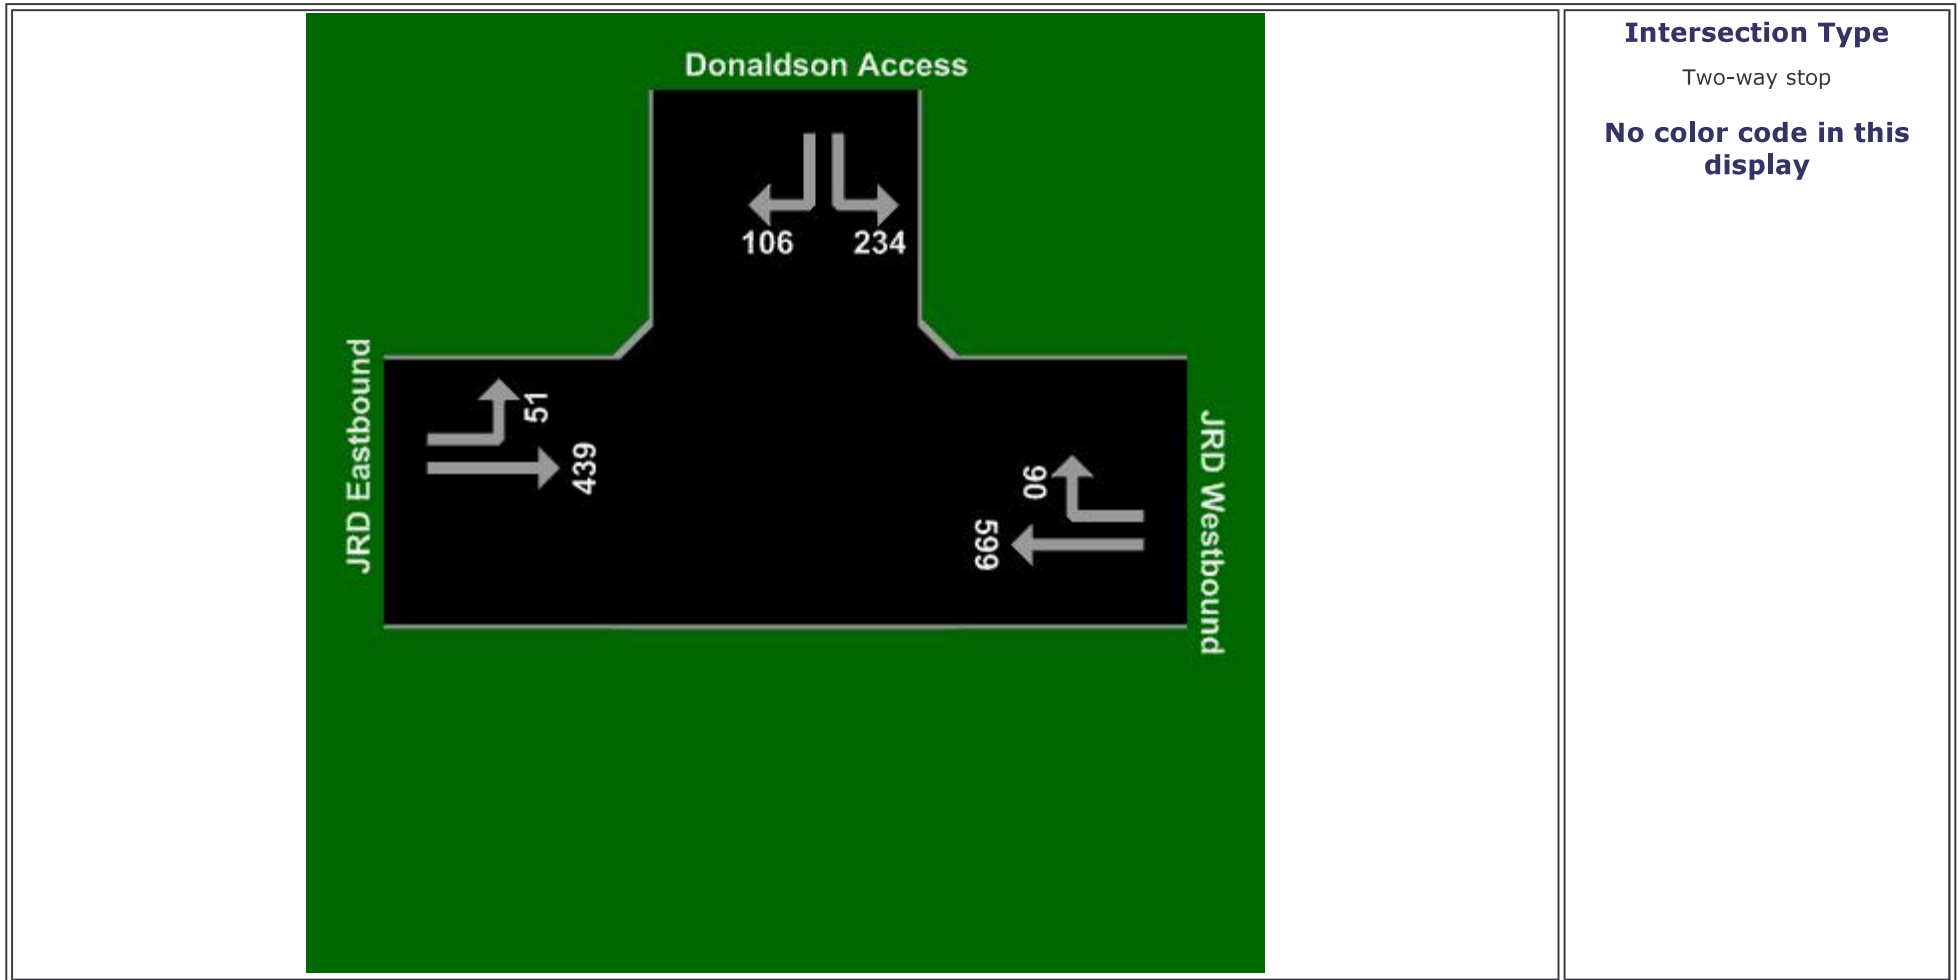 Donaldson Access
106 234
JRD Eastbound
51
439
90
599
JRD Westbound
Intersection Type
Two-way stop
No color code in this
display